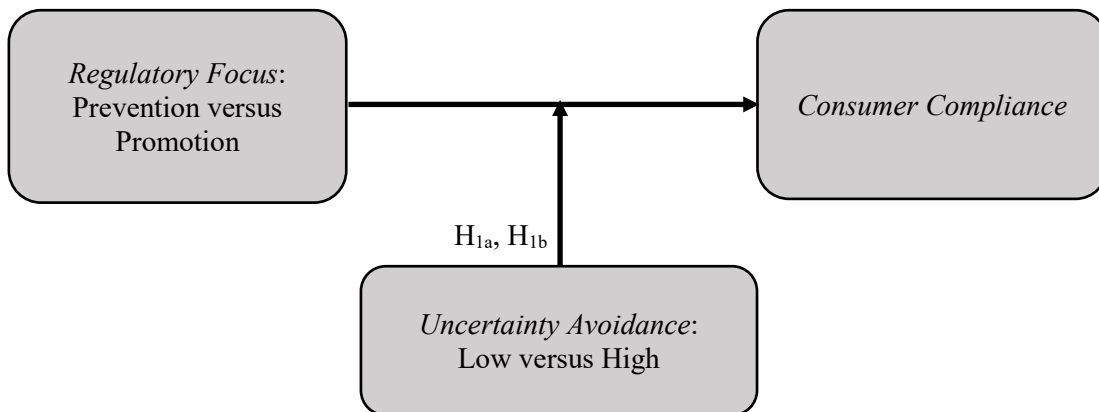 Regulatory Focus:
Prevention versus
Promotion
Consumer Compliance
H1a, H1b
Uncertainty Avoidance:
Low versus High